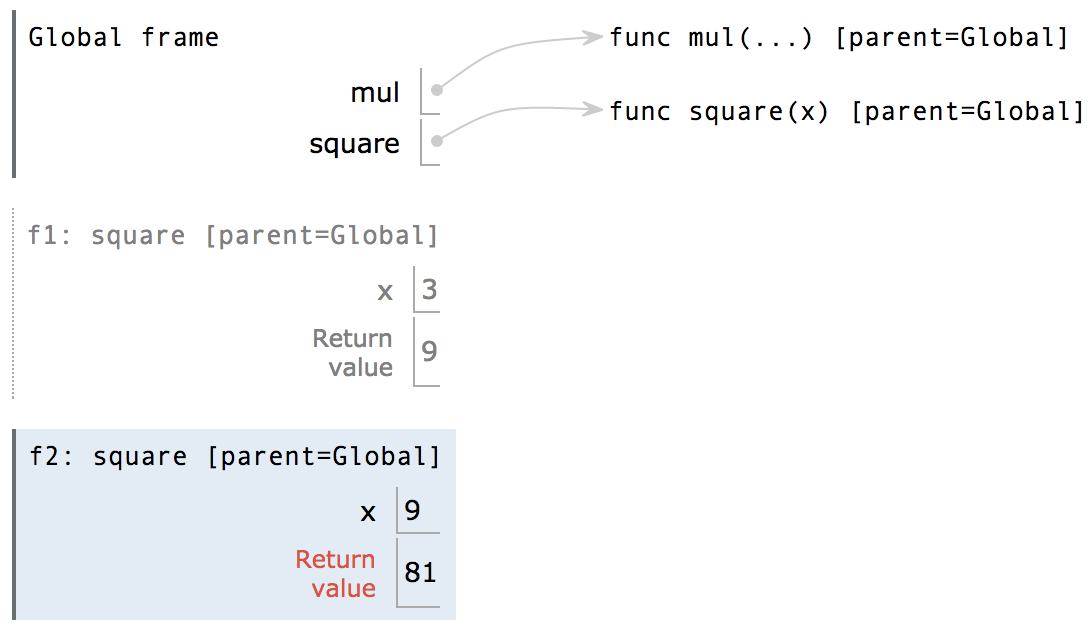 Global frame
func mul(...) [parent=Global]
mul
func square(x) [parent=Global]
square
f1: square [parent=Global]
x 3
Return
value 9
f2: square [parent=Global]
x 9
Return
value 81